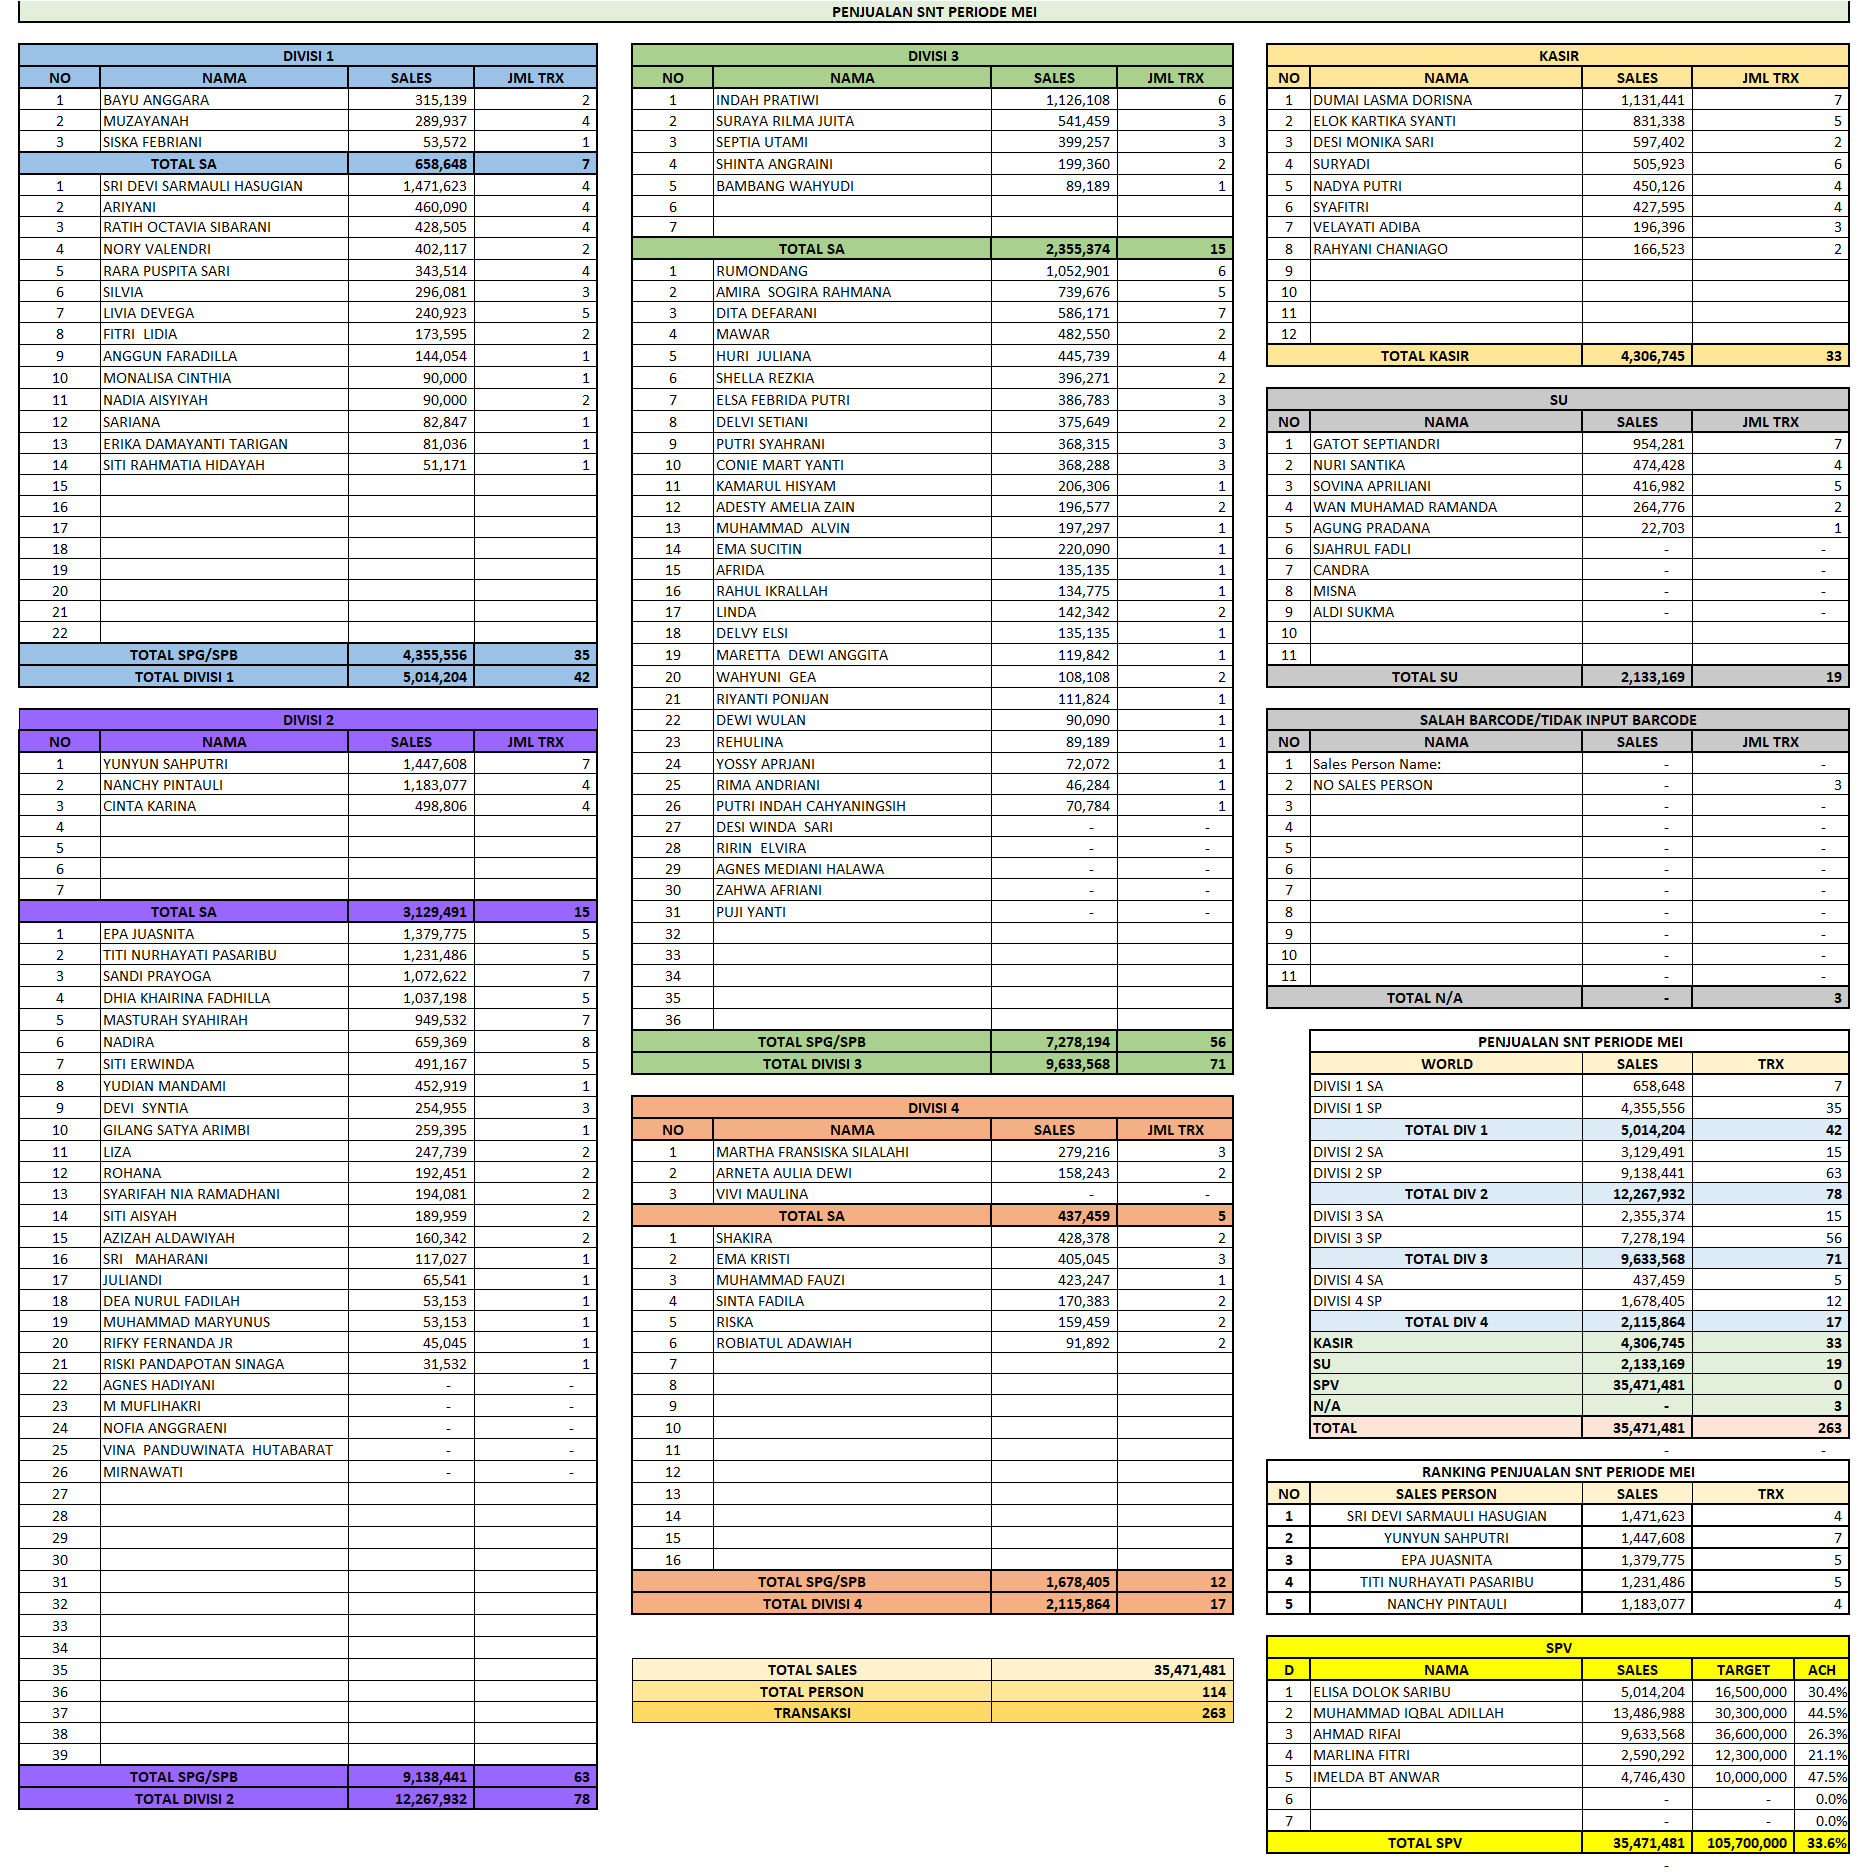 PENJUALAN SNT PERIODE MEI
DIVISI 1
NO NAMA SALES JML TRX
1 BAYU ANGGARA 315,139 2
2 MUZAYANAH 289,937 4
3 SISKA FEBRIANI 53,572 1
TOTAL SA 658,648 7
1 SRI DEVI SARMAULI HASUGIAN 1,471,623 4
2 ARIYANI 460,090 4
3 RATIH OCTAVIA SIBARANI 428,505 4
4 NORY VALENDRI 402,117 2
5 RARA PUSPITA SARI 343,514 4
6 SILVIA 296,081 3
7 LIVIA DEVEGA 240,923 5
8 FITRI  LIDIA 173,595 2
9 ANGGUN FARADILLA 144,054 1
10 MONALISA CINTHIA 90,000 1
11 NADIA AISYIYAH 90,000 2
12 SARIANA 82,847 1
13 ERIKA DAMAYANTI TARIGAN 81,036 1
14 SITI RAHMATIA HIDAYAH 51,171 1
15
16
17
18
19
20
21
22
TOTAL SPG/SPB 4,355,556 35
TOTAL DIVISI 1 5,014,204 42
DIVISI 2
NO NAMA SALES JML TRX
1 YUNYUN SAHPUTRI 1,447,608 7
2 NANCHY PINTAULI 1,183,077 4
3 CINTA KARINA 498,806 4
4
5
6
7
TOTAL SA 3,129,491 15
1 EPA JUASNITA 1,379,775 5
2 TITI NURHAYATI PASARIBU 1,231,486 5
3 SANDI PRAYOGA 1,072,622 7
4 DHIA KHAIRINA FADHILLA 1,037,198 5
5 MASTURAH SYAHIRAH 949,532 7
6 NADIRA 659,369 8
7 SITI ERWINDA 491,167 5
8 YUDIAN MANDAMI 452,919 1
9 DEVI  SYNTIA 254,955 3
10 GILANG SATYA ARIMBI 259,395 1
11 LIZA 247,739 2
12 ROHANA 192,451 2
13 SYARIFAH NIA RAMADHANI 194,081 2
14 SITI AISYAH 189,959 2
15 AZIZAH ALDAWIYAH 160,342 2
16 SRI   MAHARANI 117,027 1
17 JULIANDI 65,541 1
18 DEA NURUL FADILAH 53,153 1
19 MUHAMMAD MARYUNUS 53,153 1
20 RIFKY FERNANDA JR 45,045 1
21 RISKI PANDAPOTAN SINAGA 31,532 1
22 AGNES HADIYANI - -
23 M MUFLIHAKRI - -
24 NOFIA ANGGRAENI - -
25 VINA  PANDUWINATA  HUTABARAT - -
26 MIRNAWATI - -
27
28
29
30
31
32
33
34
35
36
37
38
39
TOTAL SPG/SPB 9,138,441 63
TOTAL DIVISI 2 12,267,932 78
DIVISI 3
NO NAMA SALES JML TRX
1 INDAH PRATIWI 1,126,108 6
2 SURAYA RILMA JUITA 541,459 3
3 SEPTIA UTAMI 399,257 3
4 SHINTA ANGRAINI 199,360 2
5 BAMBANG WAHYUDI 89,189 1
6
7
TOTAL SA 2,355,374 15
1 RUMONDANG 1,052,901 6
2 AMIRA  SOGIRA RAHMANA 739,676 5
3 DITA DEFARANI 586,171 7
4 MAWAR 482,550 2
5 HURI  JULIANA 445,739 4
6 SHELLA REZKIA 396,271 2
7 ELSA FEBRIDA PUTRI 386,783 3
8 DELVI SETIANI 375,649 2
9 PUTRI SYAHRANI 368,315 3
10 CONIE MART YANTI 368,288 3
11 KAMARUL HISYAM 206,306 1
12 ADESTY AMELIA ZAIN 196,577 2
13 MUHAMMAD  ALVIN 197,297 1
14 EMA SUCITIN 220,090 1
15 AFRIDA 135,135 1
16 RAHUL IKRALLAH 134,775 1
17 LINDA 142,342 2
18 DELVY ELSI 135,135 1
19 MARETTA  DEWI ANGGITA 119,842 1
20 WAHYUNI  GEA 108,108 2
21 RIYANTI PONIJAN 111,824 1
22 DEWI WULAN 90,090 1
23 REHULINA 89,189 1
24 YOSSY APRJANI 72,072 1
25 RIMA ANDRIANI 46,284 1
26 PUTRI INDAH CAHYANINGSIH 70,784 1
27 DESI WINDA  SARI - -
28 RIRIN  ELVIRA - -
29 AGNES MEDIANI HALAWA - -
30 ZAHWA AFRIANI - -
31 PUJI YANTI - -
32
33
34
35
36
TOTAL SPG/SPB 7,278,194 56
TOTAL DIVISI 3 9,633,568 71
DIVISI 4
NO NAMA SALES JML TRX
1 MARTHA FRANSISKA SILALAHI 279,216 3
2 ARNETA AULIA DEWI 158,243 2
3 VIVI MAULINA - -
TOTAL SA 437,459 5
1 SHAKIRA 428,378 2
2 EMA KRISTI 405,045 3
3 MUHAMMAD FAUZI 423,247 1
4 SINTA FADILA 170,383 2
5 RISKA 159,459 2
6 ROBIATUL ADAWIAH 91,892 2
7
8
9
10
11
12
13
14
15
16
TOTAL SPG/SPB 1,678,405 12
TOTAL DIVISI 4 2,115,864 17
TOTAL SALES 35,471,481
TOTAL PERSON 114
TRANSAKSI 263
KASIR
NO NAMA SALES JML TRX
1 DUMAI LASMA DORISNA 1,131,441 7
2 ELOK KARTIKA SYANTI 831,338 5
3 DESI MONIKA SARI 597,402 2
4 SURYADI 505,923 6
5 NADYA PUTRI 450,126 4
6 SYAFITRI 427,595 4
7 VELAYATI ADIBA 196,396 3
8 RAHYANI CHANIAGO 166,523 2
9
10
11
12
TOTAL KASIR 4,306,745 33
SU
NO NAMA SALES JML TRX
1 GATOT SEPTIANDRI 954,281 7
2 NURI SANTIKA 474,428 4
3 SOVINA APRILIANI 416,982 5
4 WAN MUHAMAD RAMANDA 264,776 2
5 AGUNG PRADANA 22,703 1
6 SJAHRUL FADLI - -
7 CANDRA - -
8 MISNA - -
9 ALDI SUKMA - -
10
11
TOTAL SU 2,133,169 19
SALAH BARCODE/TIDAK INPUT BARCODE
NO NAMA SALES JML TRX
1 Sales Person Name: - -
2 NO SALES PERSON - 3
3 - -
4 - -
5 - -
6 - -
7 - -
8 - -
9 - -
10 - -
11 - -
TOTAL N/A - 3
PENJUALAN SNT PERIODE MEI
WORLD SALES TRX
DIVISI 1 SA 658,648 7
DIVISI 1 SP 4,355,556 35
TOTAL DIV 1 5,014,204 42
DIVISI 2 SA 3,129,491 15
DIVISI 2 SP 9,138,441 63
TOTAL DIV 2 12,267,932 78
DIVISI 3 SA 2,355,374 15
DIVISI 3 SP 7,278,194 56
TOTAL DIV 3 9,633,568 71
DIVISI 4 SA 437,459 5
DIVISI 4 SP 1,678,405 12
TOTAL DIV 4 2,115,864 17
KASIR 4,306,745 33
SU 2,133,169 19
SPV 35,471,481 0
N/A - 3
TOTAL 35,471,481 263
- -
RANKING PENJUALAN SNT PERIODE MEI
NO SALES PERSON SALES TRX
1 SRI DEVI SARMAULI HASUGIAN 1,471,623 4
2 YUNYUN SAHPUTRI 1,447,608 7
3 EPA JUASNITA 1,379,775 5
4 TITI NURHAYATI PASARIBU 1,231,486 5
5 NANCHY PINTAULI 1,183,077 4
SPV
D NAMA SALES TARGET ACH
1 ELISA DOLOK SARIBU 5,014,204 16,500,000 30.4%
2 MUHAMMAD IQBAL ADILLAH 13,486,988 30,300,000 44.5%
3 AHMAD RIFAI 9,633,568 36,600,000 26.3%
4 MARLINA FITRI 2,590,292 12,300,000 21.1%
5 IMELDA BT ANWAR 4,746,430 10,000,000 47.5%
6 - - 0.0%
7 - - 0.0%
TOTAL SPV 35,471,481 105,700,000 33.6%
-